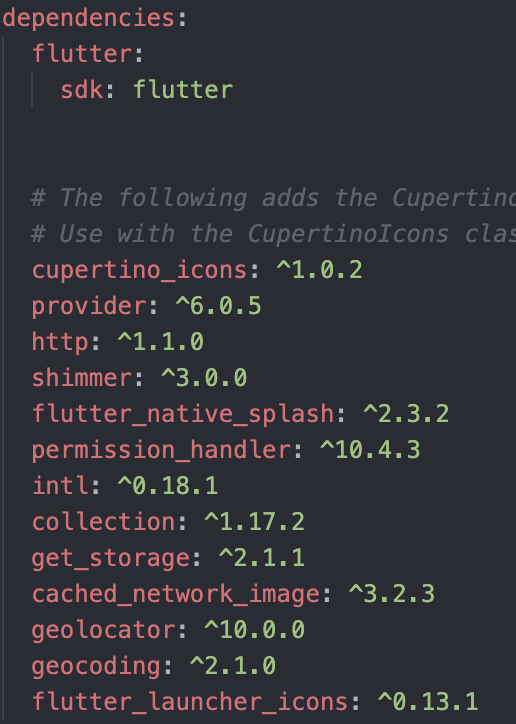 dependencies:
flutter:
sdk: flutter
# The following adds the Cupertino
# Use with the CupertinoIcons clas
cupertino_icons: ^1.0.2
provider: ^6.0.5
http: ^1.1.0
shimmer: ^3.0.0
flutter_native_splash: ^2.3.2
permission_handler: ^10.4.3
intl: ^0.18.1
collection: ^1.17.2
get_storage: ^2.1.1
cached_network_image: ^3.2.3
geolocator: ^10.0.0
geocoding: ^2.1.0
flutter_launcher_icons: ^0.13.1